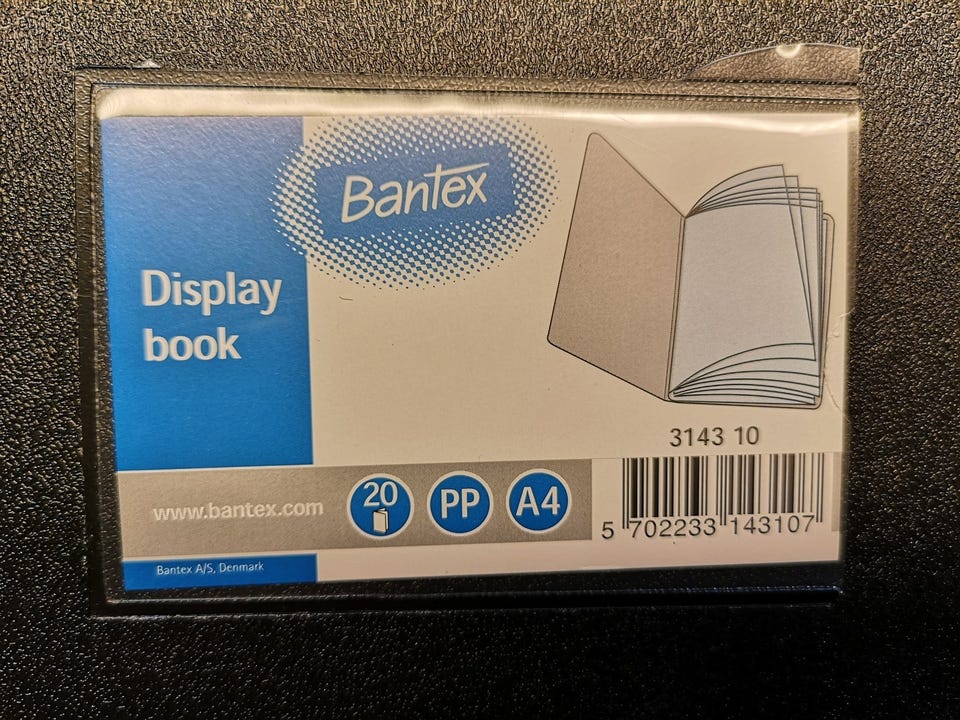 Bantex
Display
book
3143 10
www.bantex.com
20
PP
A4
5 702233 143107
Bantex A/S, Denmark